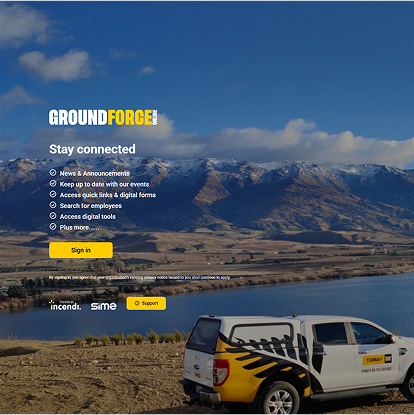 GROUNDFORCE
Stay connected
News & Announcements
Keep up to date with our events
Access quick links & digital forms
Search for employees
Access digital tools
Plus more......
Sign in
By signing in, you agree that your organisation's existing privacy notice issued to you shall continue to apply.
incendi.
sime
Support
TERRA CAT
POWER ON THE GROUND